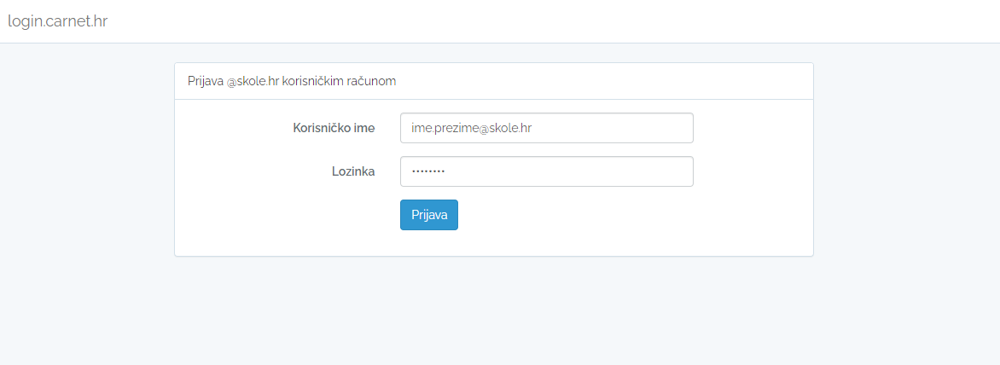 login.carnet.hr
Prijava @skole.hr korisničkim računom
Korisničko ime ime.prezime@skole.hr
Lozinka ••••••••
Prijava